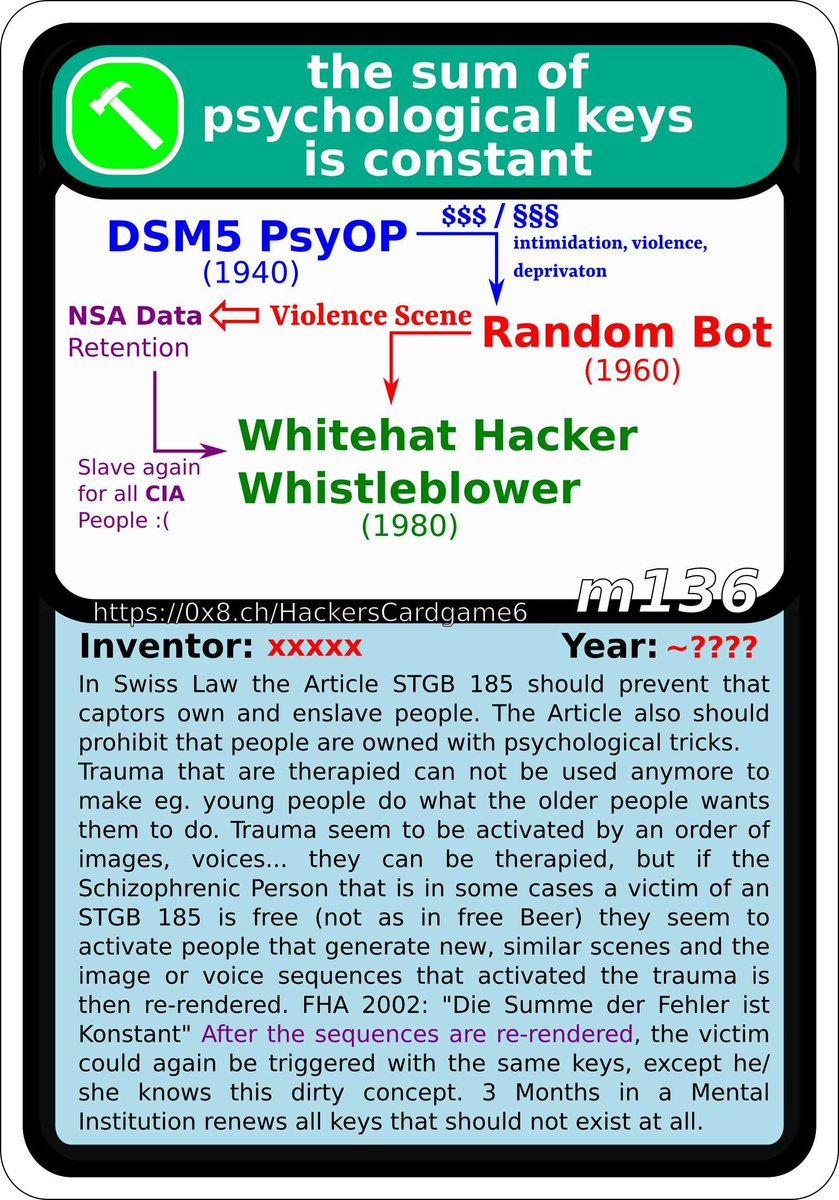 the sum of
psychological keys
is constant
$$$ / §§§
DSM5 PsyOP
intimidation, violence,
(1940)
deprivaton
NSA Data
Violence Scene
Random Bot
Retention
(1960)
Whitehat Hacker
Slave again
for all CIA
Whistleblower
People :(
(1980)
m136
https://0x8.ch/HackersCardgame6
Inventor: xxxxx Year: ~????
In Swiss Law the Article STGB 185 should prevent that
captors own and enslave people. The Article also should
prohibit that people are owned with psychological tricks.
Trauma that are therapied can not be used anymore to
make eg. young people do what the older people wants
them to do. Trauma seem to be activated by an order of
images, voices... they can be therapied, but if the
Schizophrenic Person that is in some cases a victim of an
STGB 185 is free (not as in free Beer) they seem to
activate people that generate new, similar scenes and the
image or voice sequences that activated the trauma is
then re-rendered. FHA 2002: "Die Summe der Fehler ist
Konstant" After the sequences are re-rendered, the victim
could again be triggered with the same keys, except he/
she knows this dirty concept. 3 Months in a Mental
Institution renews all keys that should not exist at all.